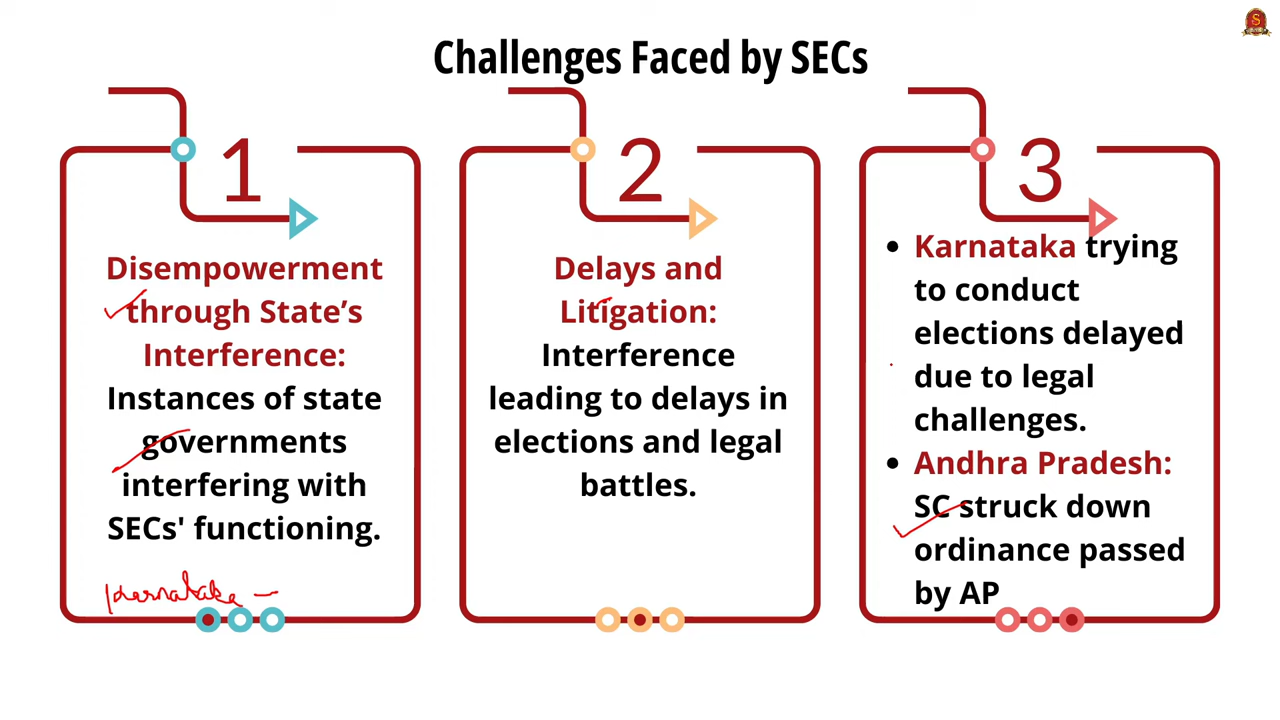 Challenges Faced by SECs
1
Disempowerment
through State’s
Interference:
Instances of state
governments
interfering with
SECs' functioning.
Karnataka –
2
Delays and
Litigation:
Interference
leading to delays in
elections and legal
battles.
3
• Karnataka trying
to conduct
elections delayed
due to legal
challenges.
• Andhra Pradesh:
SC struck down
ordinance passed
by AP